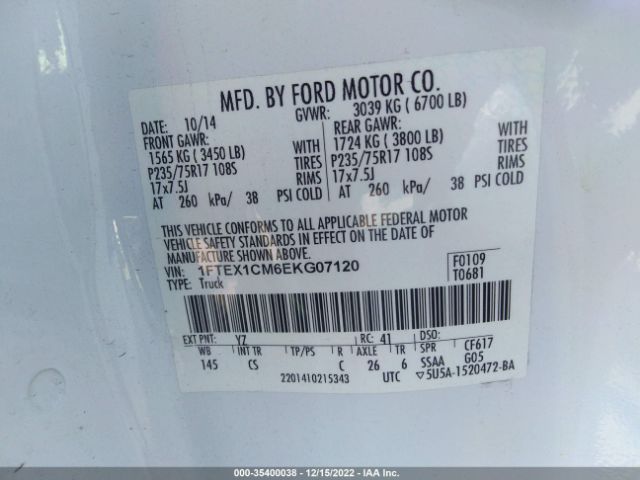 MFD. BY FORD MOTOR CO.
DATE: 10/14 GVWR: 3039 KG ( 6700 LB)
FRONT GAWR: REAR GAWR:
1565 KG ( 3450 LB) WITH 1724 KG ( 3800 LB) WITH
P235/75R17 108S TIRES P235/75R17 108S TIRES
17x7.5J RIMS 17x7.5J RIMS
AT 260 kPa/ 38 PSI COLD AT 260 kPa/ 38 PSI COLD
THIS VEHICLE CONFORMS TO ALL APPLICABLE FEDERAL MOTOR
VEHICLE SAFETY STANDARDS IN EFFECT ON THE DATE OF
MANUFACTURE SHOWN ABOVE.
VIN: 1FTEX1CM6EKG07120 F0109
TYPE: Truck T0681
EXT PNT: YZ RC: 41 DSO:
WB INT TR TP/PS R AXLE TR SPR CF617
145 CS C 26 6 SSAA G05
2201410215343 UTC ▽5U5A-1520472-BA
000-35400038 - 12/15/2022 - IAA Inc.